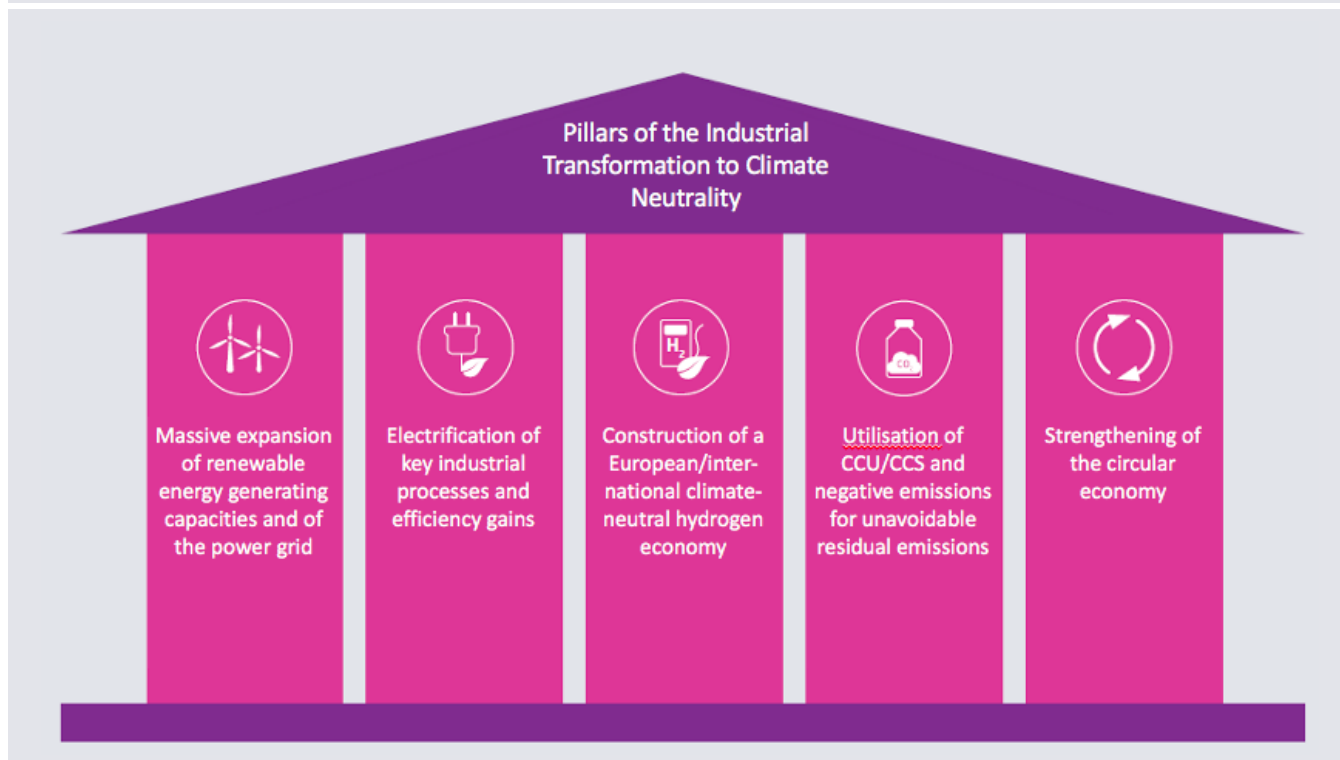 Pillars of the Industrial
Transformation to Climate
Neutrality
Massive expansion
of renewable
energy generating
capacities and of
the power grid
Electrification of
key industrial
processes and
efficiency gains
H2
Construction of a
European/inter-
national climate-
neutral hydrogen
economy
CO2
Utilisation of
CCU/CCS and
negative emissions
for unavoidable
residual emissions
Strengthening of
the circular
economy